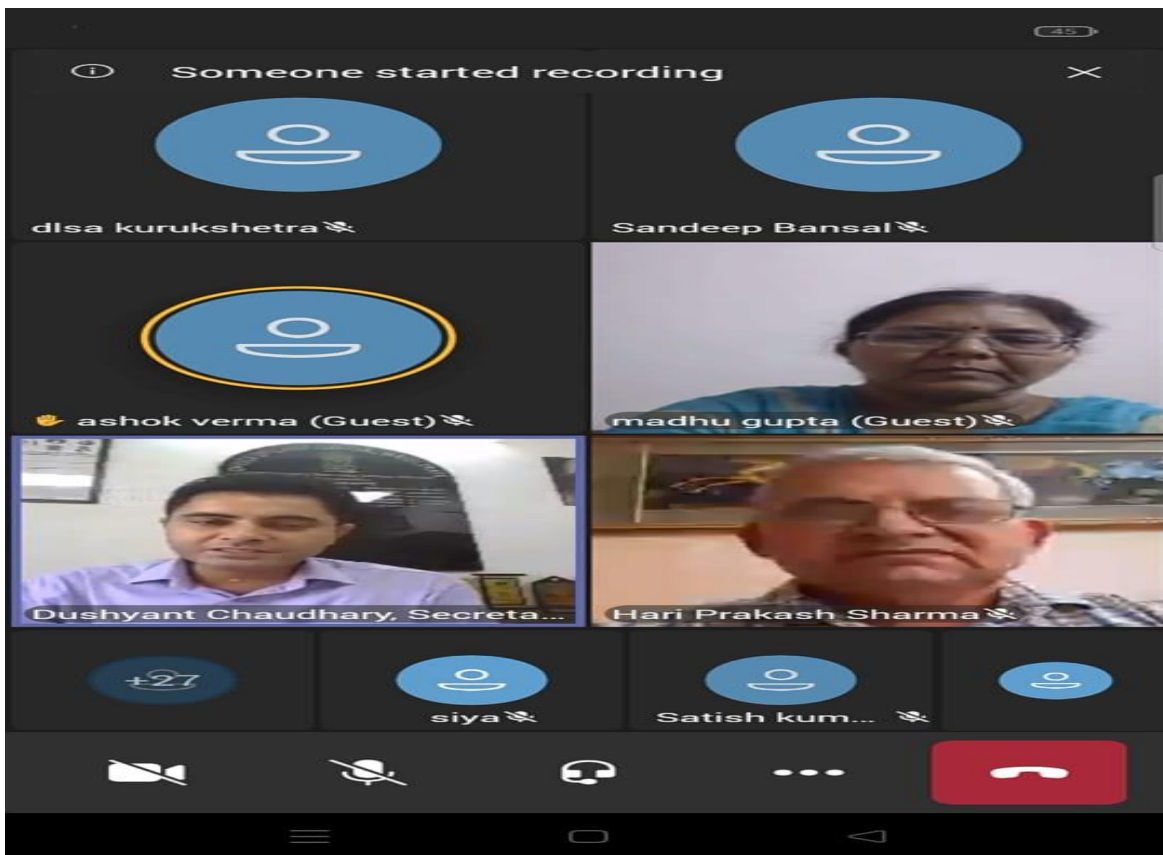 45
Someone started recording
dlsa kurukshetra
Sandeep Bansal
ashok verma (Guest)
madhu gupta (Guest)
Dushyant Chaudhary, Secreta...
Hari Prakash Sharma
+27
siya
Satish kum...